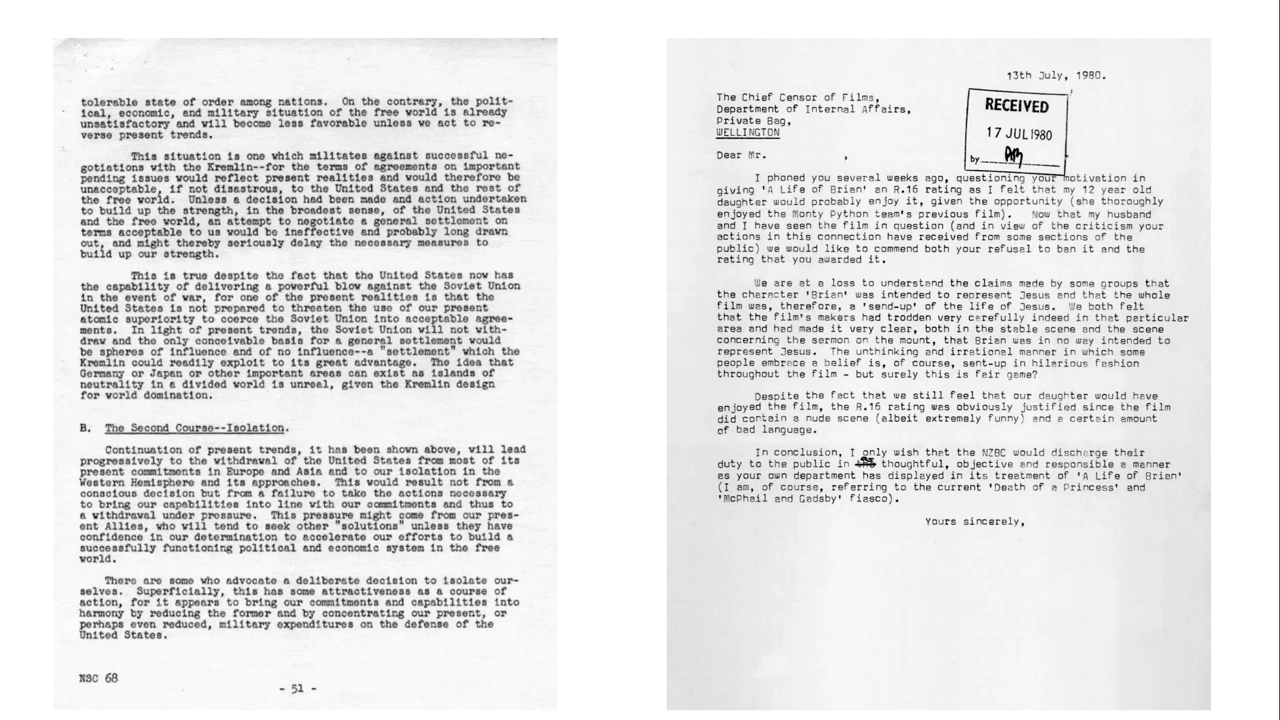 tolerable state of order among nations. On the contrary, the polit-
ical, economic, and military situation of the free world is already
unsatisfactory and will become less favorable unless we act to re-
verse present trends.
This situation is one which militates against successful ne-
gotiations with the Kremlin--for the terms of agreements on important
pending issues would reflect present realities and would therefore be
unacceptable, if not disastrous, to the United States and the rest of
the free world. Unless a decision had been made and action undertaken
to build up the strength, in the broadest sense, of the United States
and the free world, an attempt to negotiate a general settlement on
terms acceptable to us would be ineffective and probably long drawn
out, and might thereby seriously delay the necessary measures to
build up our strength.
This is true despite the fact that the United States now has
the capability of delivering a powerful blow against the Soviet Union
in the event of war, for one of the present realities is that the
United States is not prepared to threaten the use of our present
atomic superiority to coerce the Soviet Union into acceptable agree-
ments. In light of present trends, the Soviet Union will not with-
draw and the only conceivable basis for a general settlement would
be spheres of influence and of no influence--a "settlement" which the
Kremlin could readily exploit to its great advantage. The idea that
Germany or Japan or other important areas can exist as islands of
neutrality in a divided world is unreal, given the Kremlin design
for world domination.
B. The Second Course--Isolation.
Continuation of present trends, it has been shown above, will lead
progressively to the withdrawal of the United States from most of its
present commitments in Europe and Asia and to our isolation in the
Western Hemisphere and its approaches. This would result not from a
conscious decision but from a failure to take the actions necessary
to bring our capabilities into line with our commitments and thus to
a withdrawal under pressure. This pressure might come from our pres-
ent Allies, who will tend to seek other "solutions" unless they have
confidence in our determination to accelerate our efforts to build a
successfully functioning political and economic system in the free
world.
There are some who advocate a deliberate decision to isolate our-
selves. Superficially, this has some attractiveness as a course of
action, for it appears to bring our commitments and capabilities into
harmony by reducing the former and by concentrating our present, or
perhaps even reduced, military expenditures on the defense of the
United States.
NSC 68
- 51 -
13th July, 1980.
The Chief Censor of Films,
Department of Internal Affairs,
Private Bag,
WELLINGTON
RECEIVED
17 JUL 1980
by
Dear Mr. ,
I phoned you several weeks ago, questioning your motivation in
giving 'A Life of Brian' an R.16 rating as I felt that my 12 year old
daughter would probably enjoy it, given the opportunity (she thoroughly
enjoyed the Monty Python team's previous film). Now that my husband
and I have seen the film in question (and in view of the criticism your
actions in this connection have received from some sections of the
public) we would like to commend both your refusal to ban it and the
rating that you awarded it.
We are at a loss to understand the claims made by some groups that
the character 'Brian' was intended to represent Jesus and that the whole
film was, therefore, a 'send-up' of the life of Jesus. We both felt
that the film's makers had trodden very carefully indeed in that particular
area and had made it very clear, both in the stable scene and the scene
concerning the sermon on the mount, that Brian was in no way intended to
represent Jesus. The unthinking and irrational manner in which some
people embrace a belief is, of course, sent-up in hilarious fashion
throughout the film - but surely this is fair game?
Despite the fact that we still feel that our daughter would have
enjoyed the film, the R.16 rating was obviously justified since the film
did contain a nude scene (albeit extremely funny) and a certain amount
of bad language.
In conclusion, I only wish that the NZBC would discharge their
duty to the public in as thoughtful, objective and responsible a manner
as your own department has displayed in its treatment of 'A Life of Brian'
(I am, of course, referring to the current 'Death of a Princess' and
'McPhail and Gadsby' fiasco).
Yours sincerely,